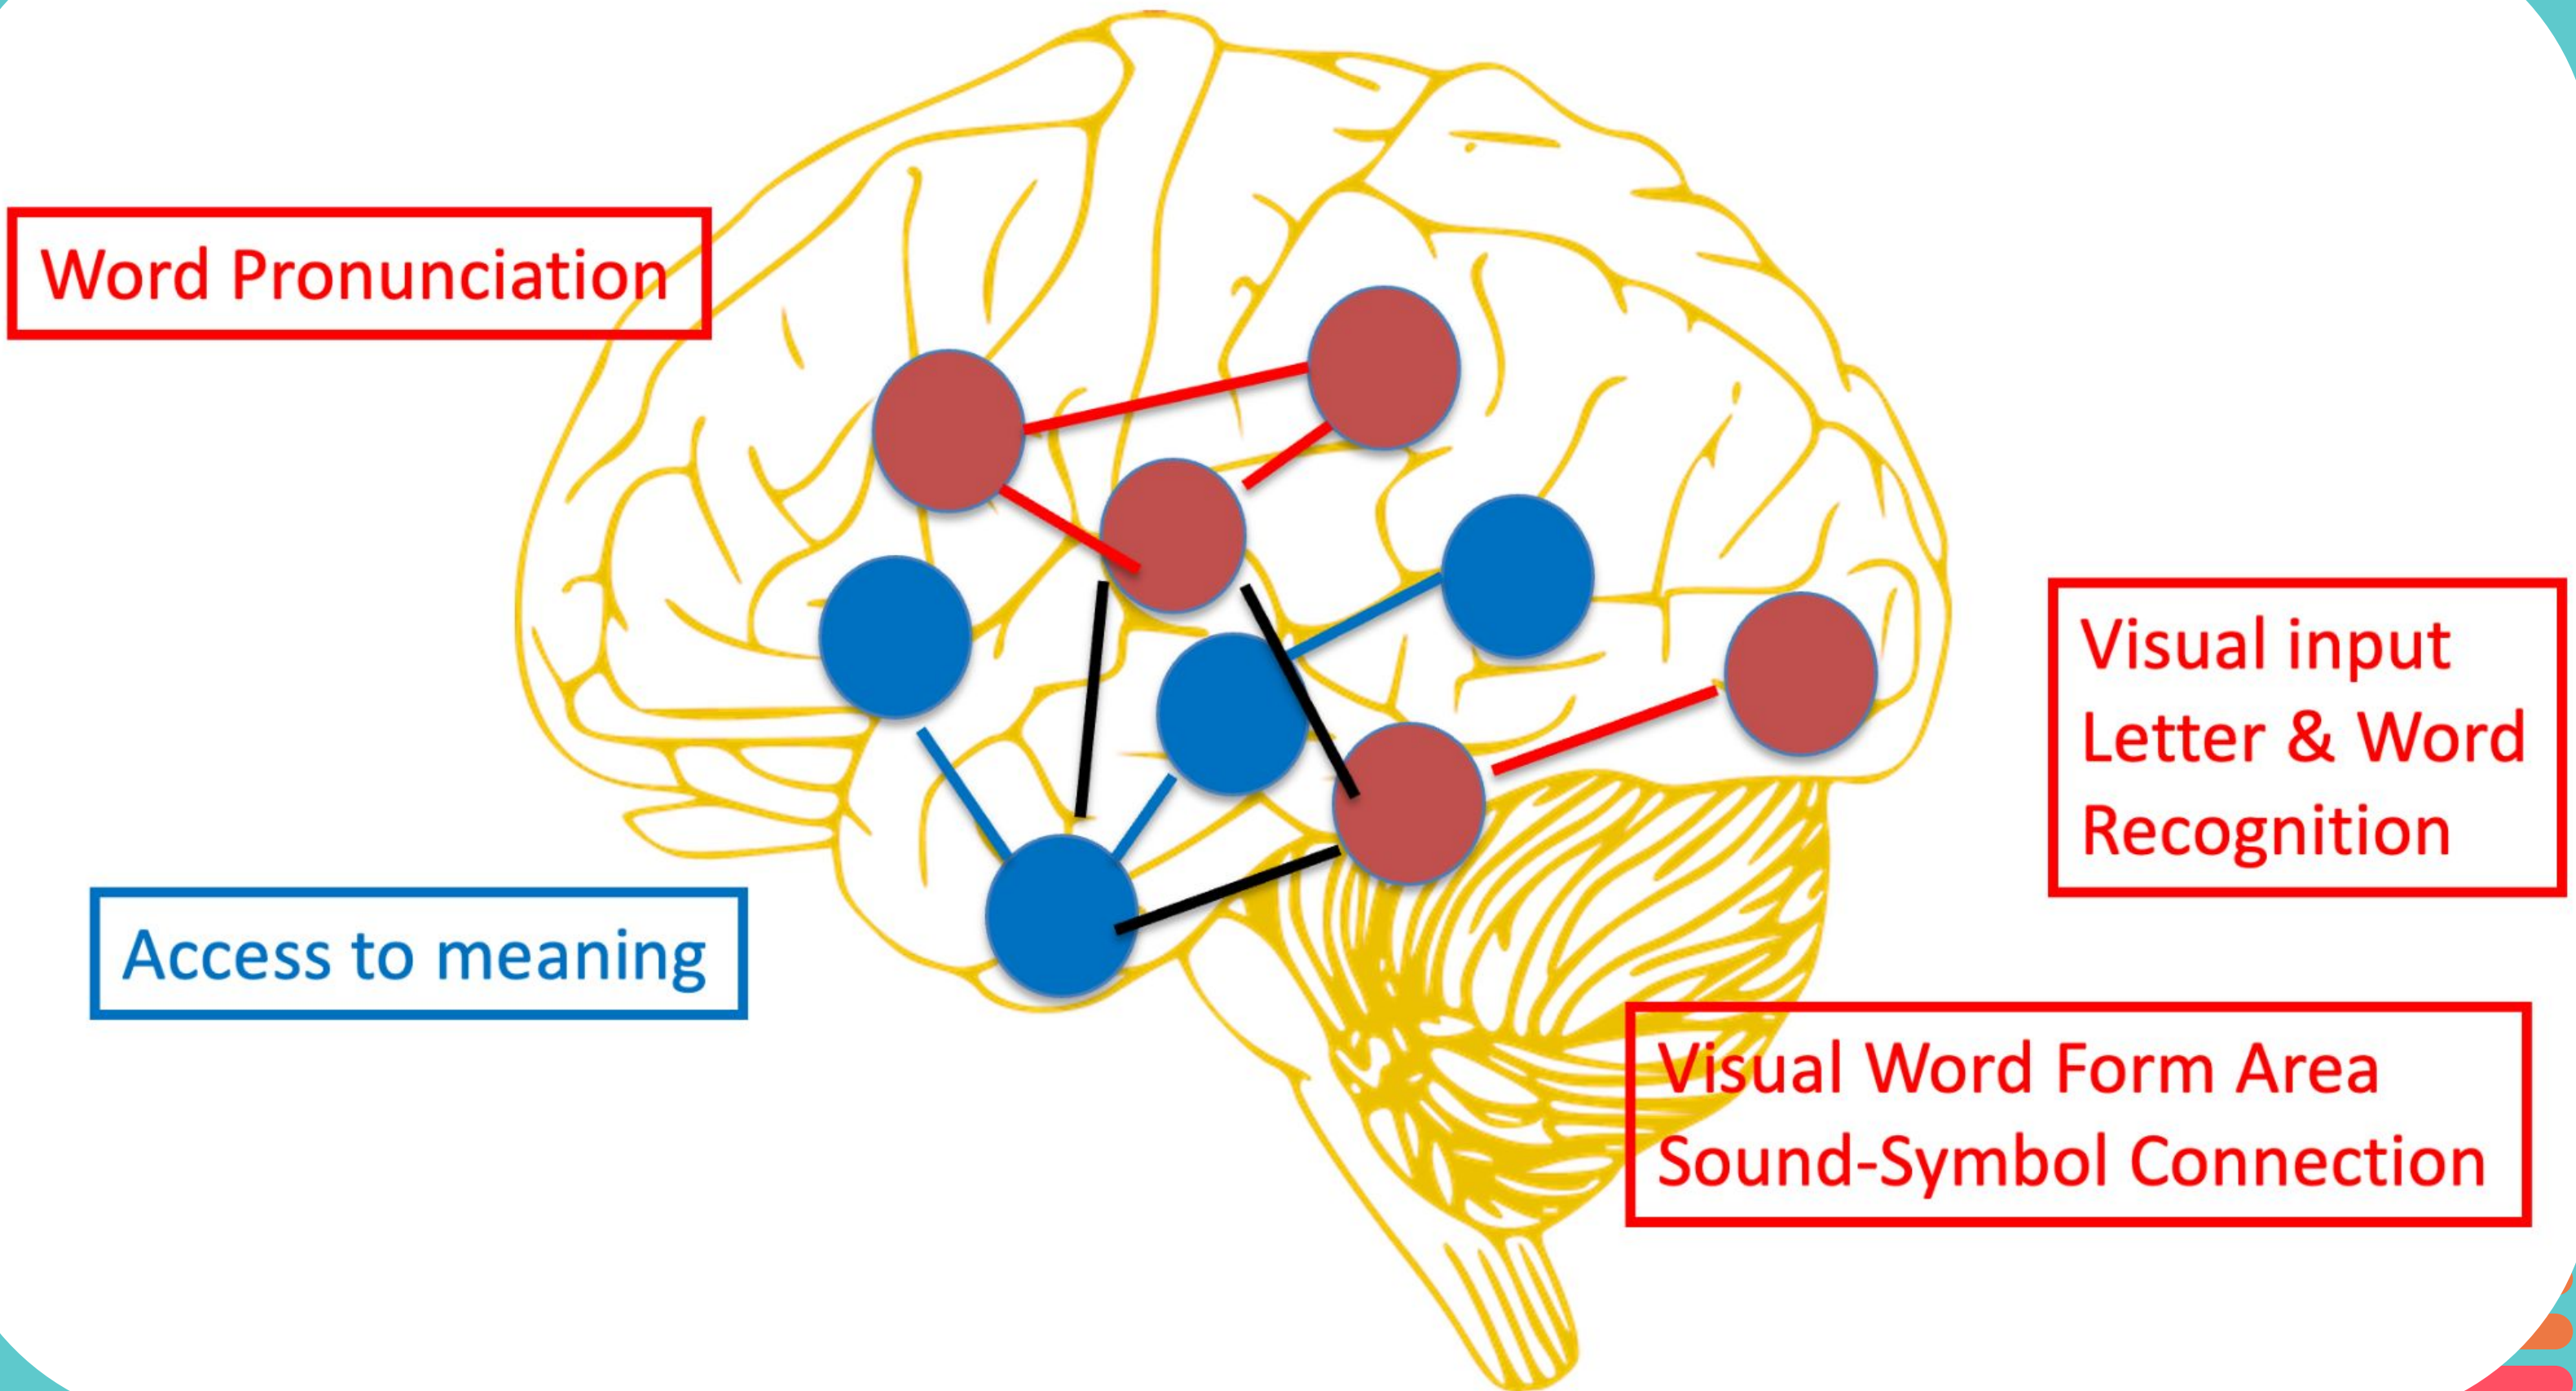 Word Pronunciation
Visual input
Letter & Word
Recognition
Access to meaning
Visual Word Form Area
Sound-Symbol Connection